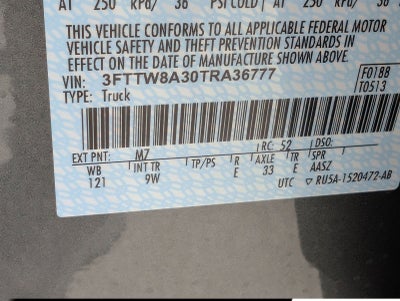 AT 250 kPa/ 36 PSI COLD AT 250 kPa/ 36
THIS VEHICLE CONFORMS TO ALL APPLICABLE FEDERAL MOTOR
VEHICLE SAFETY AND THEFT PREVENTION STANDARDS IN
EFFECT ON THE DATE OF MANUFACTURE SHOWN ABOVE.
VIN: 3FTTW8A30TRA36777
TYPE: Truck
F0188
T0513
EXT PNT: M7 RC: 52 DSO:
WB INT TR TP/PS R AXLE TR SPR
121 9W E 33 E AASZ
UTC ▽ RU5A-1520472-AB